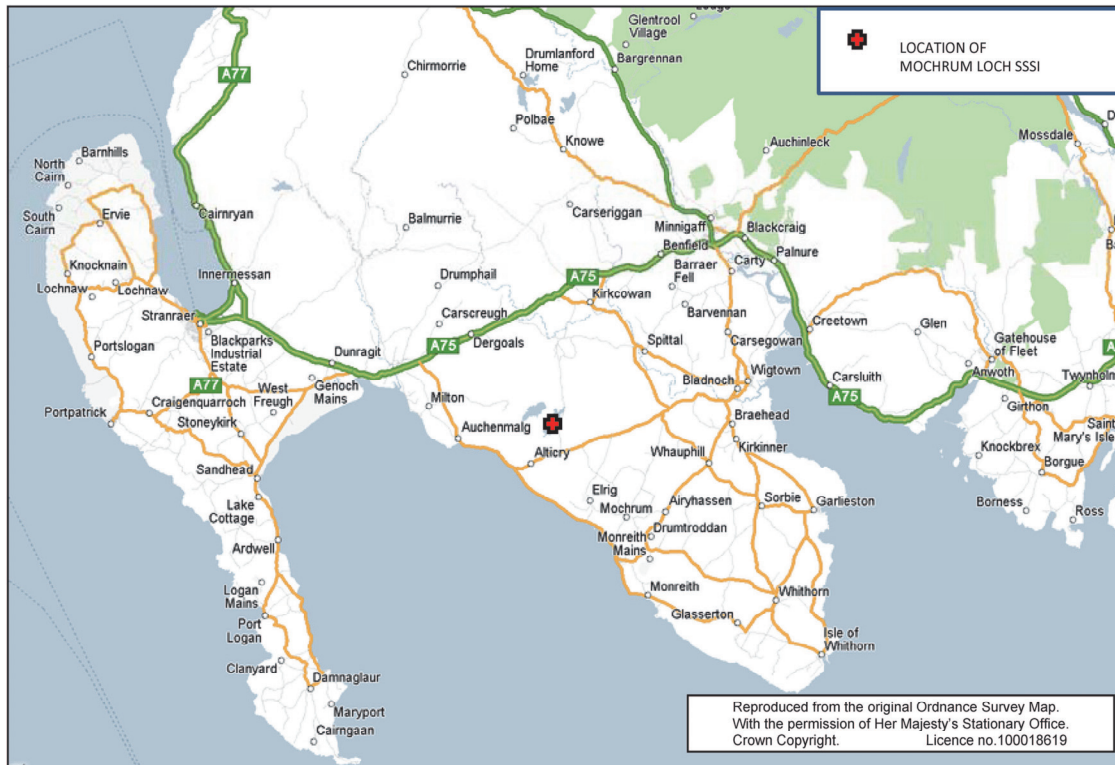 Lodge
Glentrool
Village
Bargrennan
LOCATION OF
MOCHRUM LOCH SSSI
A77
Chirmorrie
Drumlanford
Home
Polbae
Knowe
Auchinleck
Mossdale
Barnhills
North
Cairn
South
Cairn
Ervie
Cairnryan
Carseriggan
Balmurrie
Minnigaff
Blackcraig
Benfield
Palnure
Carty
Knocknain
Innermessan
Drumphail
A75
Barraer
Fell
Kirkcowan
Lochnaw
Lochnaw
Barvennan
Stranraer
Carscreugh
Creetown
Glen
Gatehouse
of Fleet
Blackparks
Industrial
Estate
Dergoals
Spittal
Carsegowan
Portslogan
Dunragit
A75
Anwoth
Twynholm
A77
West
Freugh
Genoch
Mains
Bladnoch
Wigtown
Carsluith
A75
Girthon
Portpatrick
Craigenquarroch
Stoneykirk
Milton
Auchenmalg
Braehead
Kirkinner
Saint
Mary's Isle
Knockbrex
Borgue
Sandhead
Alticry
Whauphill
Elrig
Mochrum
Airyhassen
Sorbie
Garlieston
Borness
Ross
Lake
Cottage
Drumtroddan
Monreith
Mains
Ardwell
Logan
Mains
Monreith
Whithorn
Port
Logan
Glasserton
Isle of
Whithorn
Clanyard
Damnaglaur
Maryport
Cairngaan
Reproduced from the original Ordnance Survey Map.
With the permission of Her Majesty's Stationary Office.
Crown Copyright. Licence no.100018619